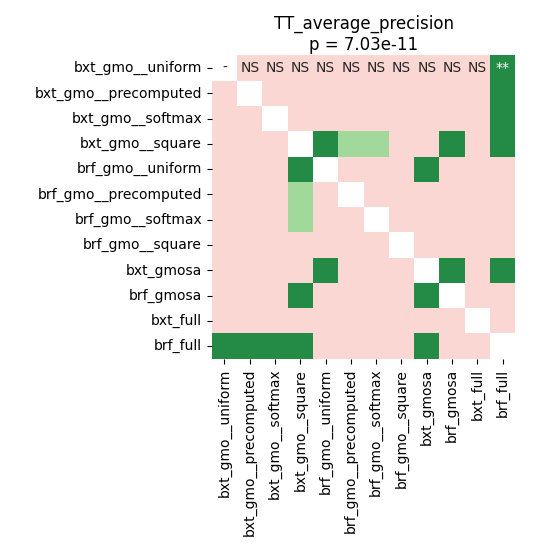 TT_average_precision
p = 7.03e-11
bxt_gmo__uniform
- NS NS NS NS NS NS NS NS NS NS **
bxt_gmo__precomputed
bxt_gmo__softmax
bxt_gmo__square
brf_gmo__uniform
brf_gmo__precomputed
brf_gmo__softmax
brf_gmo__square
bxt_gmosa
brf_gmosa
bxt_full
brf_full
bxt_gmo__uniform
bxt_gmo__precomputed
bxt_gmo__softmax
bxt_gmo__square
brf_gmo__uniform
brf_gmo__precomputed
brf_gmo__softmax
brf_gmo__square
bxt_gmosa
brf_gmosa
bxt_full
brf_full